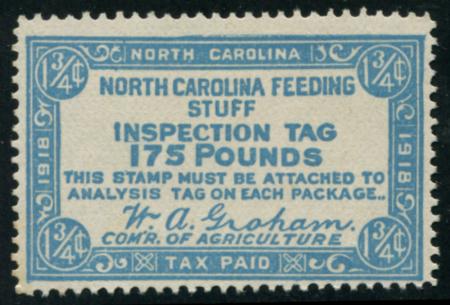 1¾¢ NORTH CAROLINA 1¾¢
NORTH CAROLINA FEEDING
STUFF
INSPECTION TAG
175 POUNDS
THIS STAMP MUST BE ATTACHED TO
ANALYSIS TAG ON EACH PACKAGE..
W. A. Graham.
COM'R. OF AGRICULTURE
1918
1918
1¾¢ TAX PAID 1¾¢